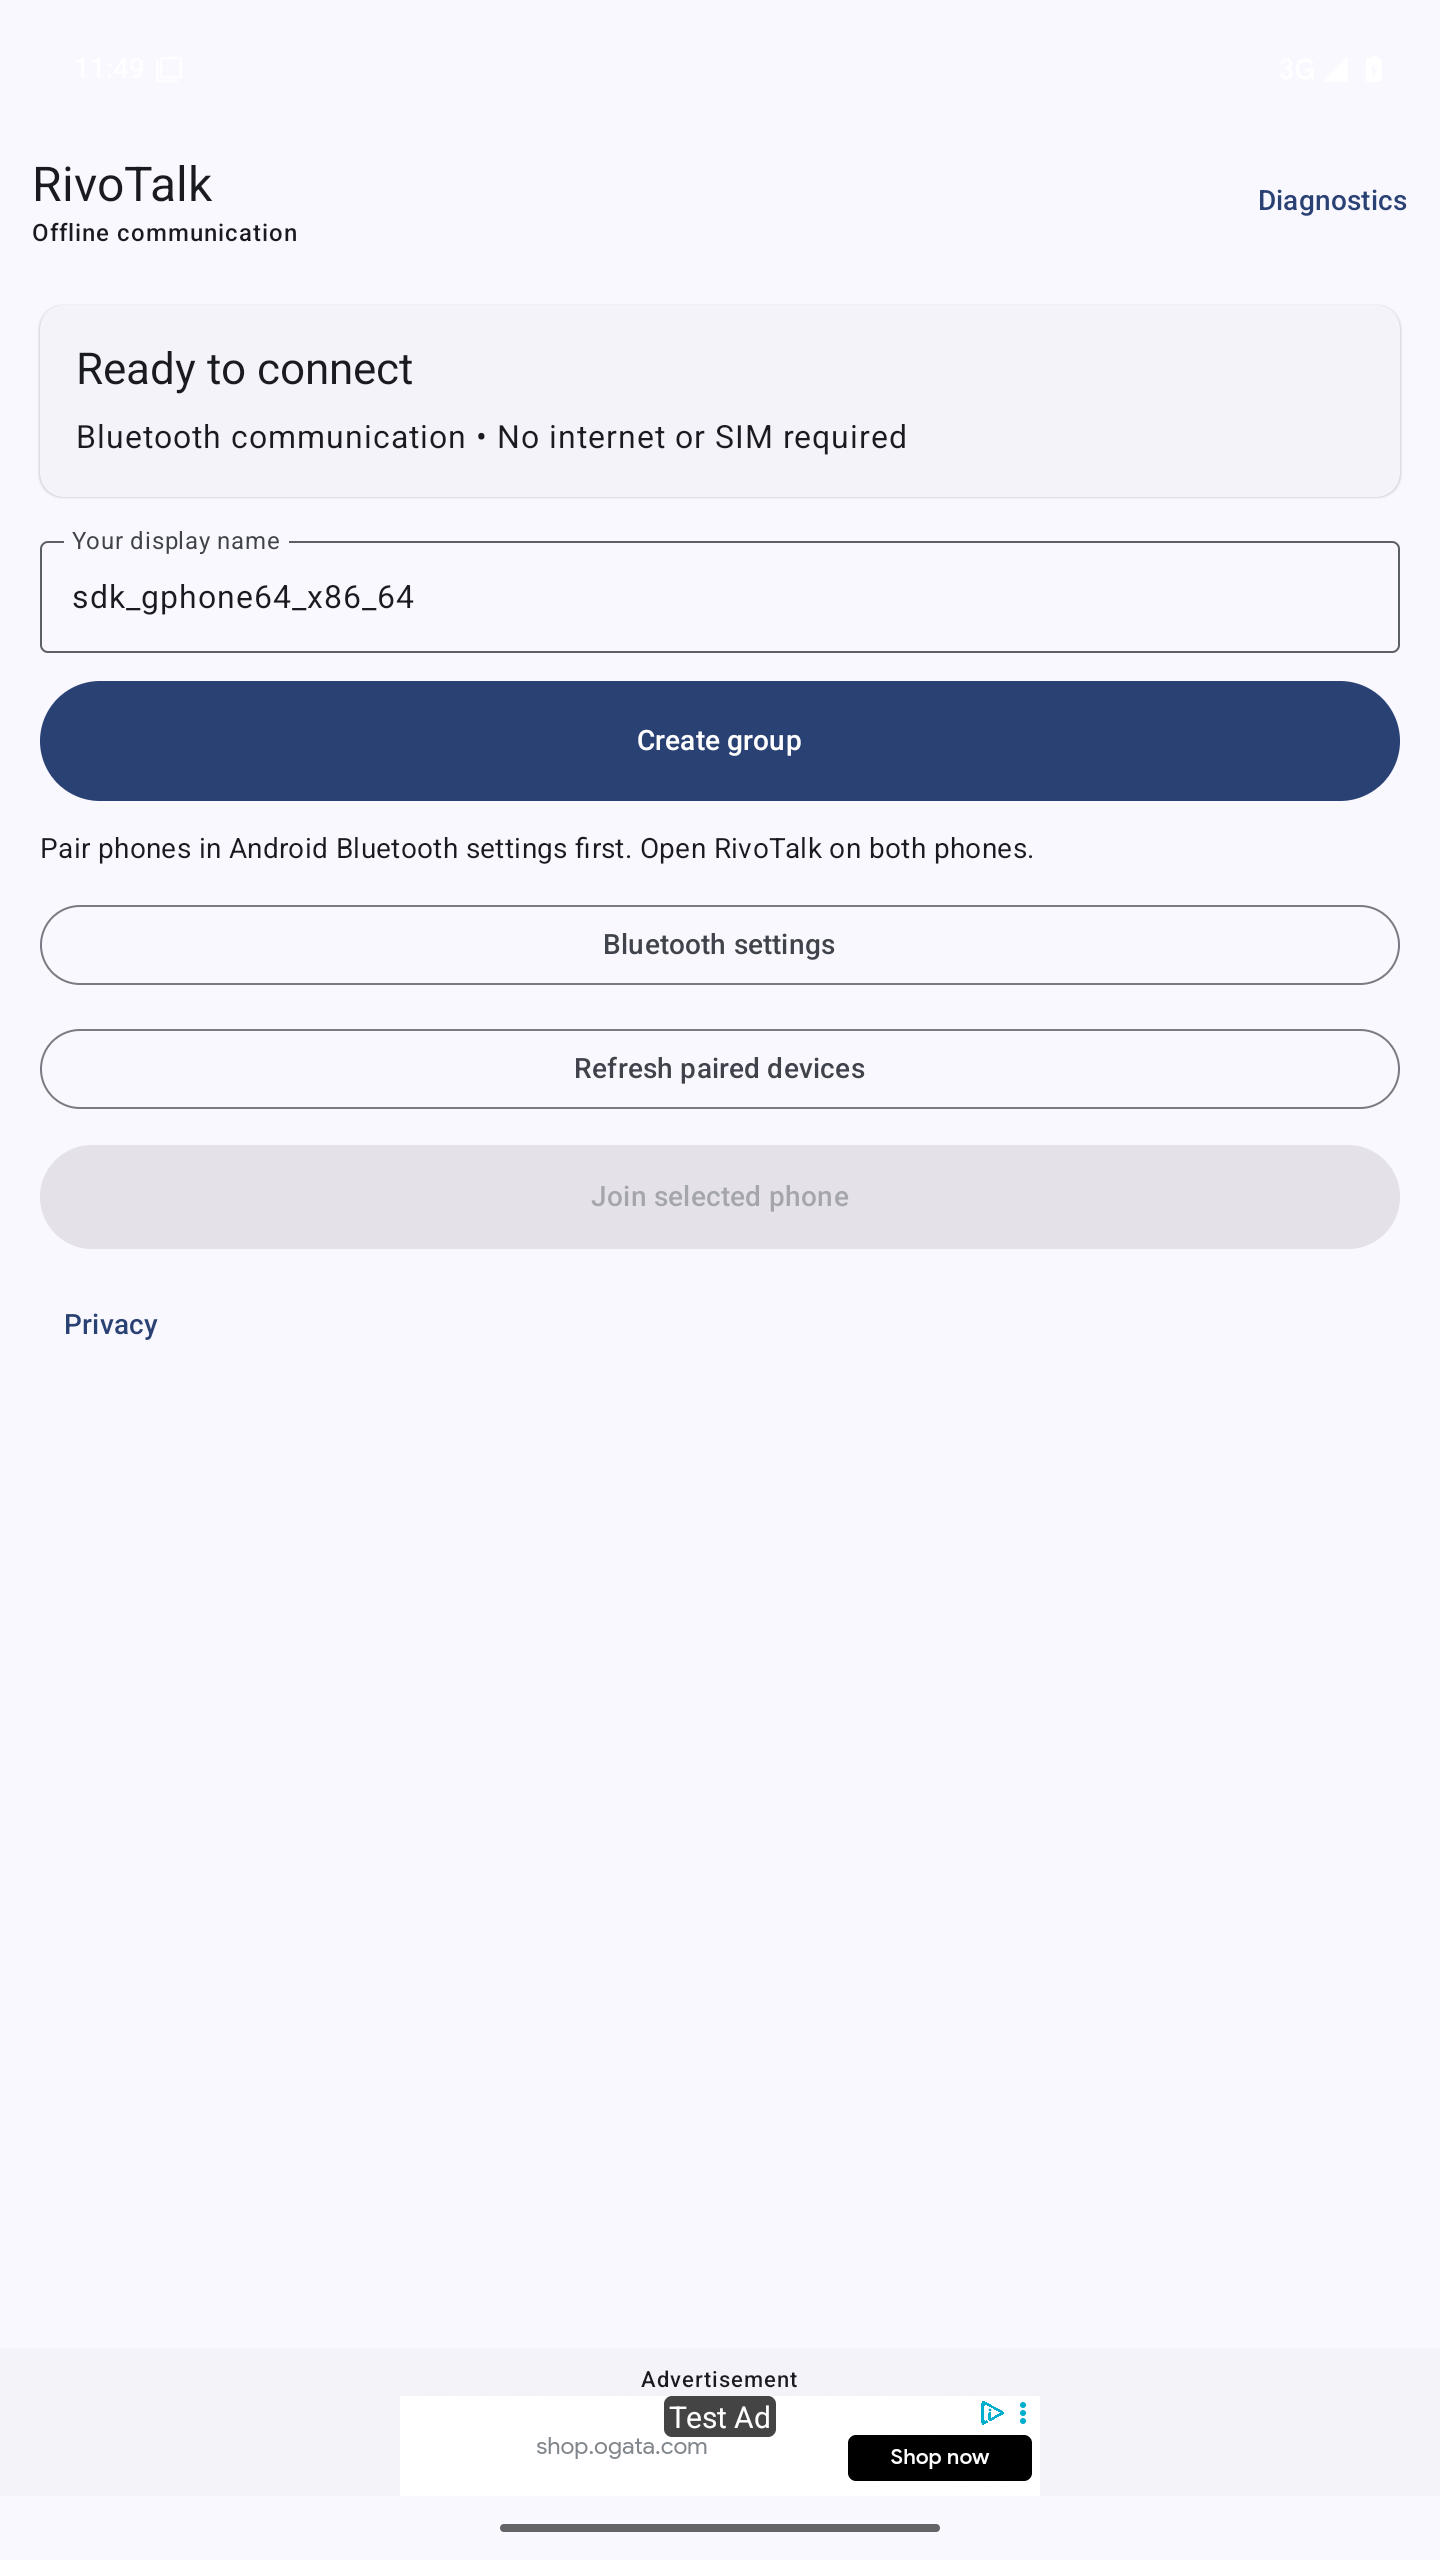 11:49 3G
RivoTalk
Offline communication
Diagnostics
Ready to connect
Bluetooth communication • No internet or SIM required
Your display name
sdk_gphone64_x86_64
Create group
Pair phones in Android Bluetooth settings first. Open RivoTalk on both phones.
Bluetooth settings
Refresh paired devices
Join selected phone
Privacy
Advertisement
Test Ad
shop.ogata.com
Shop now